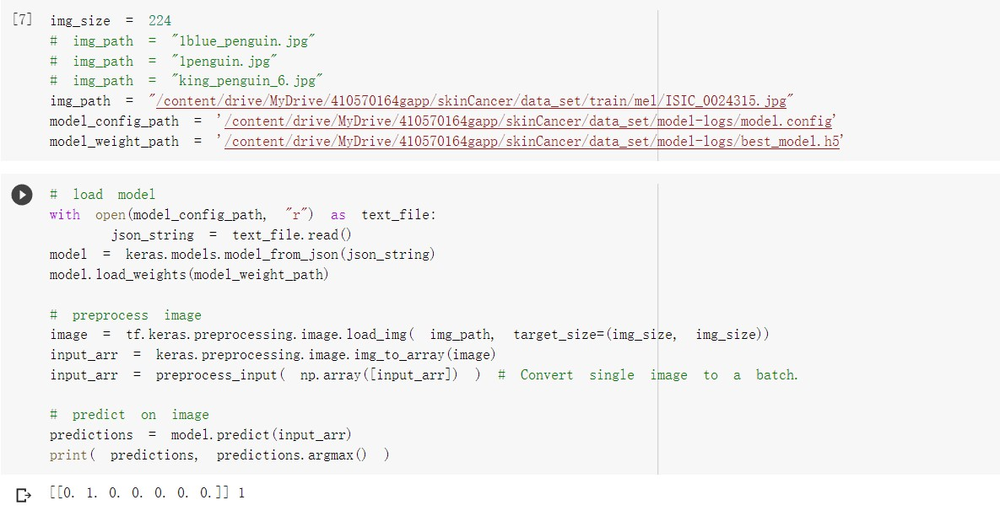 [7] img_size = 224
# img_path = "1blue_penguin.jpg"
# img_path = "1penguin.jpg"
# img_path = "king_penguin_6.jpg"
img_path = "/content/drive/MyDrive/410570164gapp/skinCancer/data_set/train/mel/ISIC_0024315.jpg"
model_config_path = '/content/drive/MyDrive/410570164gapp/skinCancer/data_set/model-logs/model.config'
model_weight_path = '/content/drive/MyDrive/410570164gapp/skinCancer/data_set/model-logs/best_model.h5'
# load model
with open(model_config_path, "r") as text_file:
json_string = text_file.read()
model = keras.models.model_from_json(json_string)
model.load_weights(model_weight_path)
# preprocess image
image = tf.keras.preprocessing.image.load_img( img_path, target_size=(img_size, img_size))
input_arr = keras.preprocessing.image.img_to_array(image)
input_arr = preprocess_input( np.array([input_arr]) ) # Convert single image to a batch.
# predict on image
predictions = model.predict(input_arr)
print( predictions, predictions.argmax() )
[[0. 1. 0. 0. 0. 0. 0.]] 1